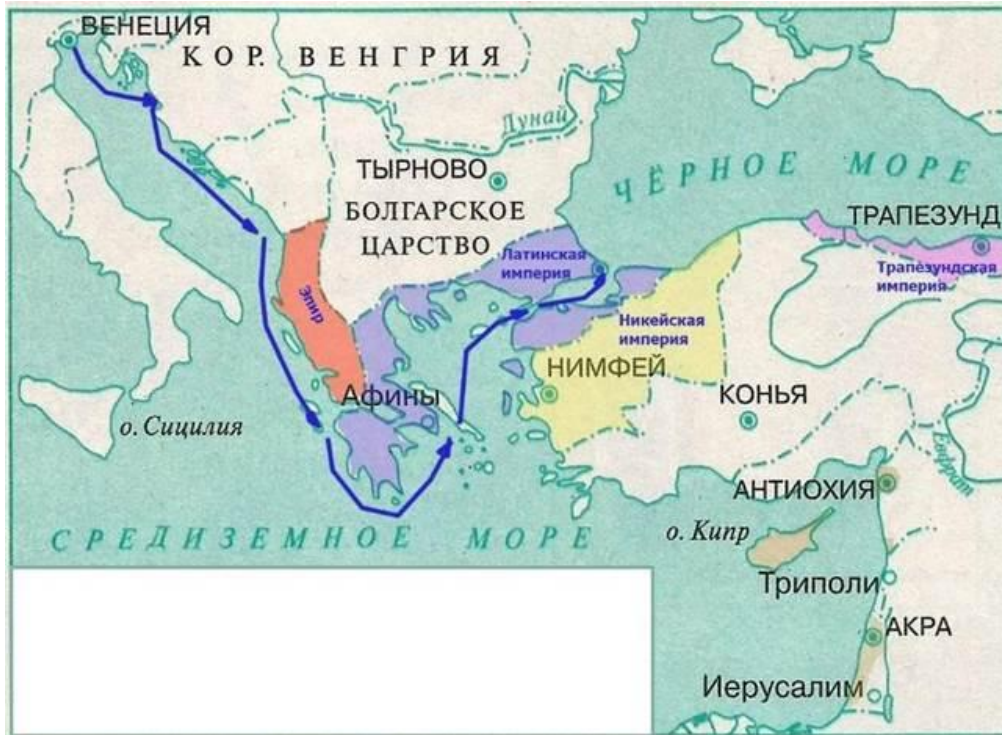 ВЕНЕЦИЯ
КОР. ВЕНГРИЯ
Дунай
ТЫРНОВО
ЧЁРНОЕ МОРЕ
БОЛГАРСКОЕ
ЦАРСТВО
ТРАПЕЗУНД
Латинская
империя
Трапезундская
империя
Эпир
Никейская
империя
НИМФЕЙ
Афины
КОНЬЯ
о. Сицилия
Евфрат
АНТИОХИЯ
СРЕДИЗЕМНОЕ МОРЕ
о. Кипр
Триполи
АКРА
Иерусалим